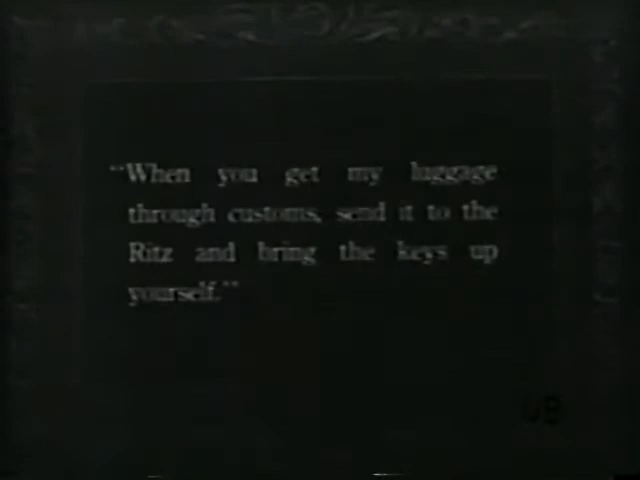 “When you get my luggage
through customs, send it to the
Ritz and bring the keys up
yourself.”